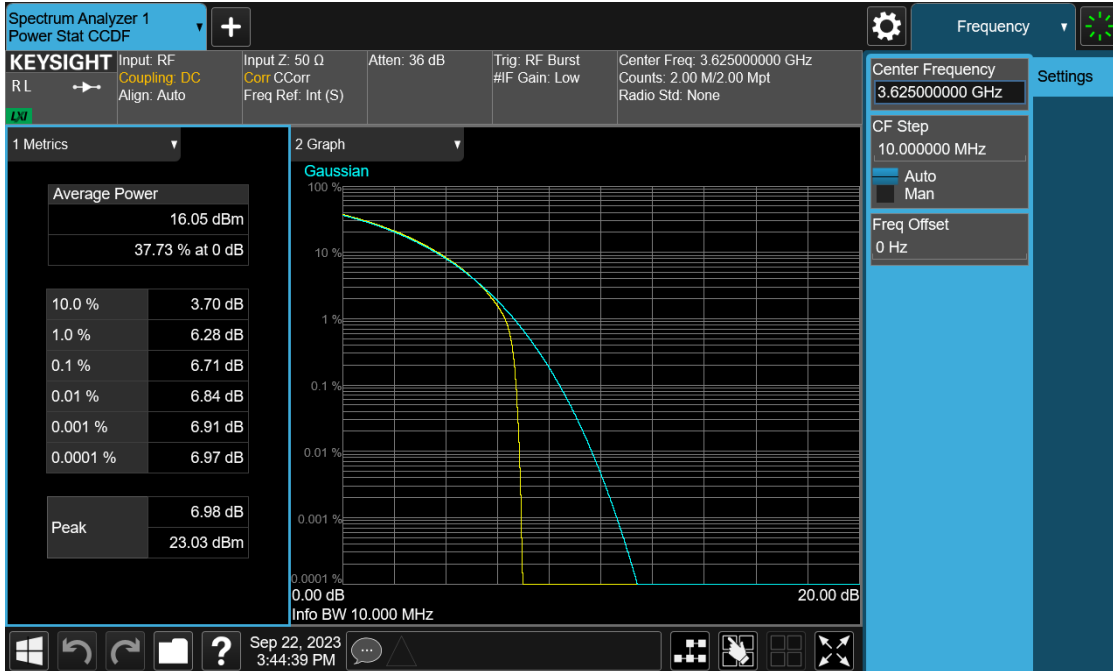 Spectrum Analyzer 1
Power Stat CCDF
+
Frequency
KEYSIGHT
R L
LXI
Input: RF
Coupling: DC
Align: Auto
Input Z: 50 Ω
Corr CCorr
Freq Ref: Int (S)
Atten: 36 dB
Trig: RF Burst
#IF Gain: Low
Center Freq: 3.625000000 GHz
Counts: 2.00 M/2.00 Mpt
Radio Std: None
Center Frequency
3.625000000 GHz
Settings
CF Step
10.000000 MHz
Auto
Man
Freq Offset
0 Hz
1 Metrics
Average Power
16.05 dBm
37.73 % at 0 dB
10.0 % 3.70 dB
1.0 % 6.28 dB
0.1 % 6.71 dB
0.01 % 6.84 dB
0.001 % 6.91 dB
0.0001 % 6.97 dB
Peak
6.98 dB
23.03 dBm
2 Graph
Gaussian
100 %
10 %
1 %
0.1 %
0.01 %
0.001 %
0.0001 %
0.00 dB
20.00 dB
Info BW 10.000 MHz
?
Sep 22, 2023
3:44:39 PM